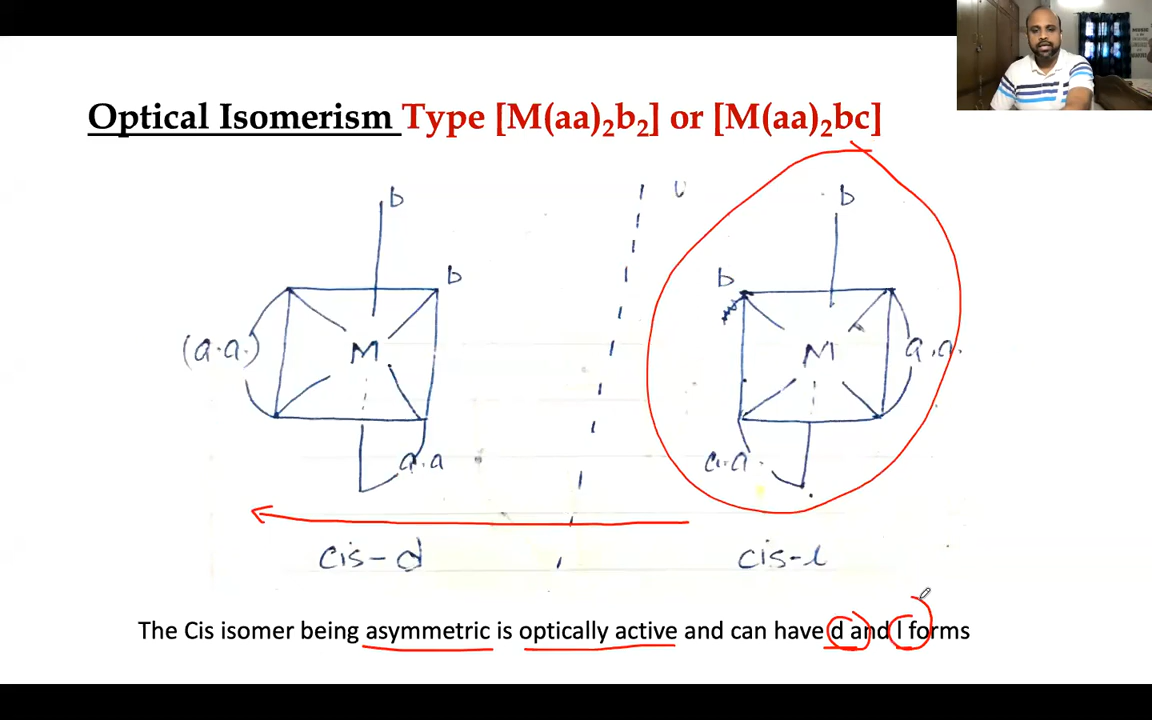 Optical Isomerism Type [M(aa)₂b₂] or [M(aa)₂bc]
b
b
b
b
(a.a.)
M
M
a.a.
a.a
a.a.
cis-d
cis-l
The Cis isomer being asymmetric is optically active and can have d and l forms